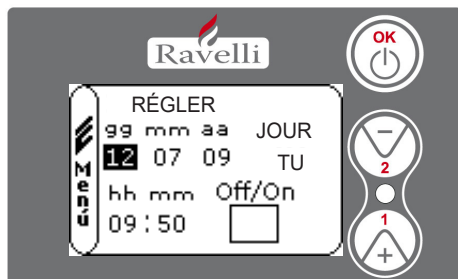 Ravelli
OK
RÉGLER
gg mm aa JOUR
12 07 09 TU
hh mm Off/On
09:50
Menú
2
1